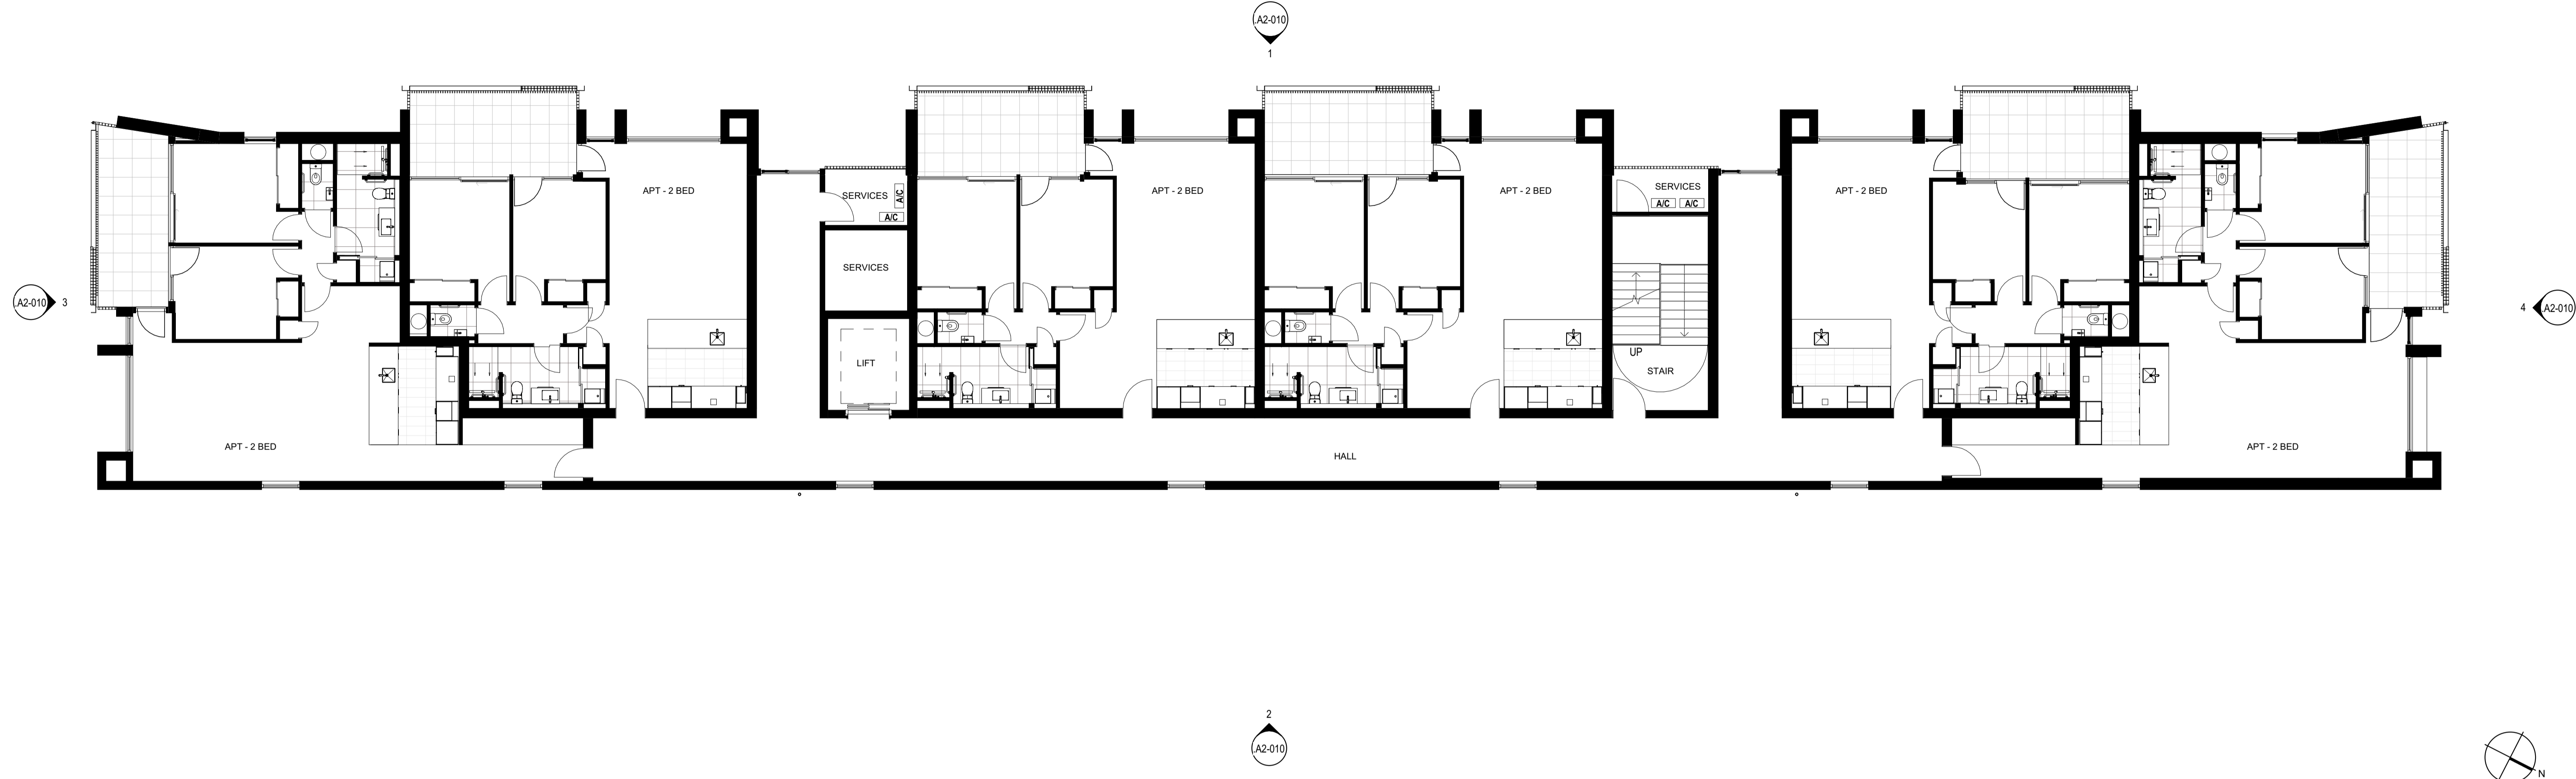 .A2-010
1
APT - 2 BED
SERVICES
A/C
A/C
APT - 2 BED
APT - 2 BED
SERVICES
A/C
A/C
APT - 2 BED
SERVICES
.A2-010
3
4
.A2-010
LIFT
UP
STAIR
APT - 2 BED
HALL
APT - 2 BED
2
.A2-010
N